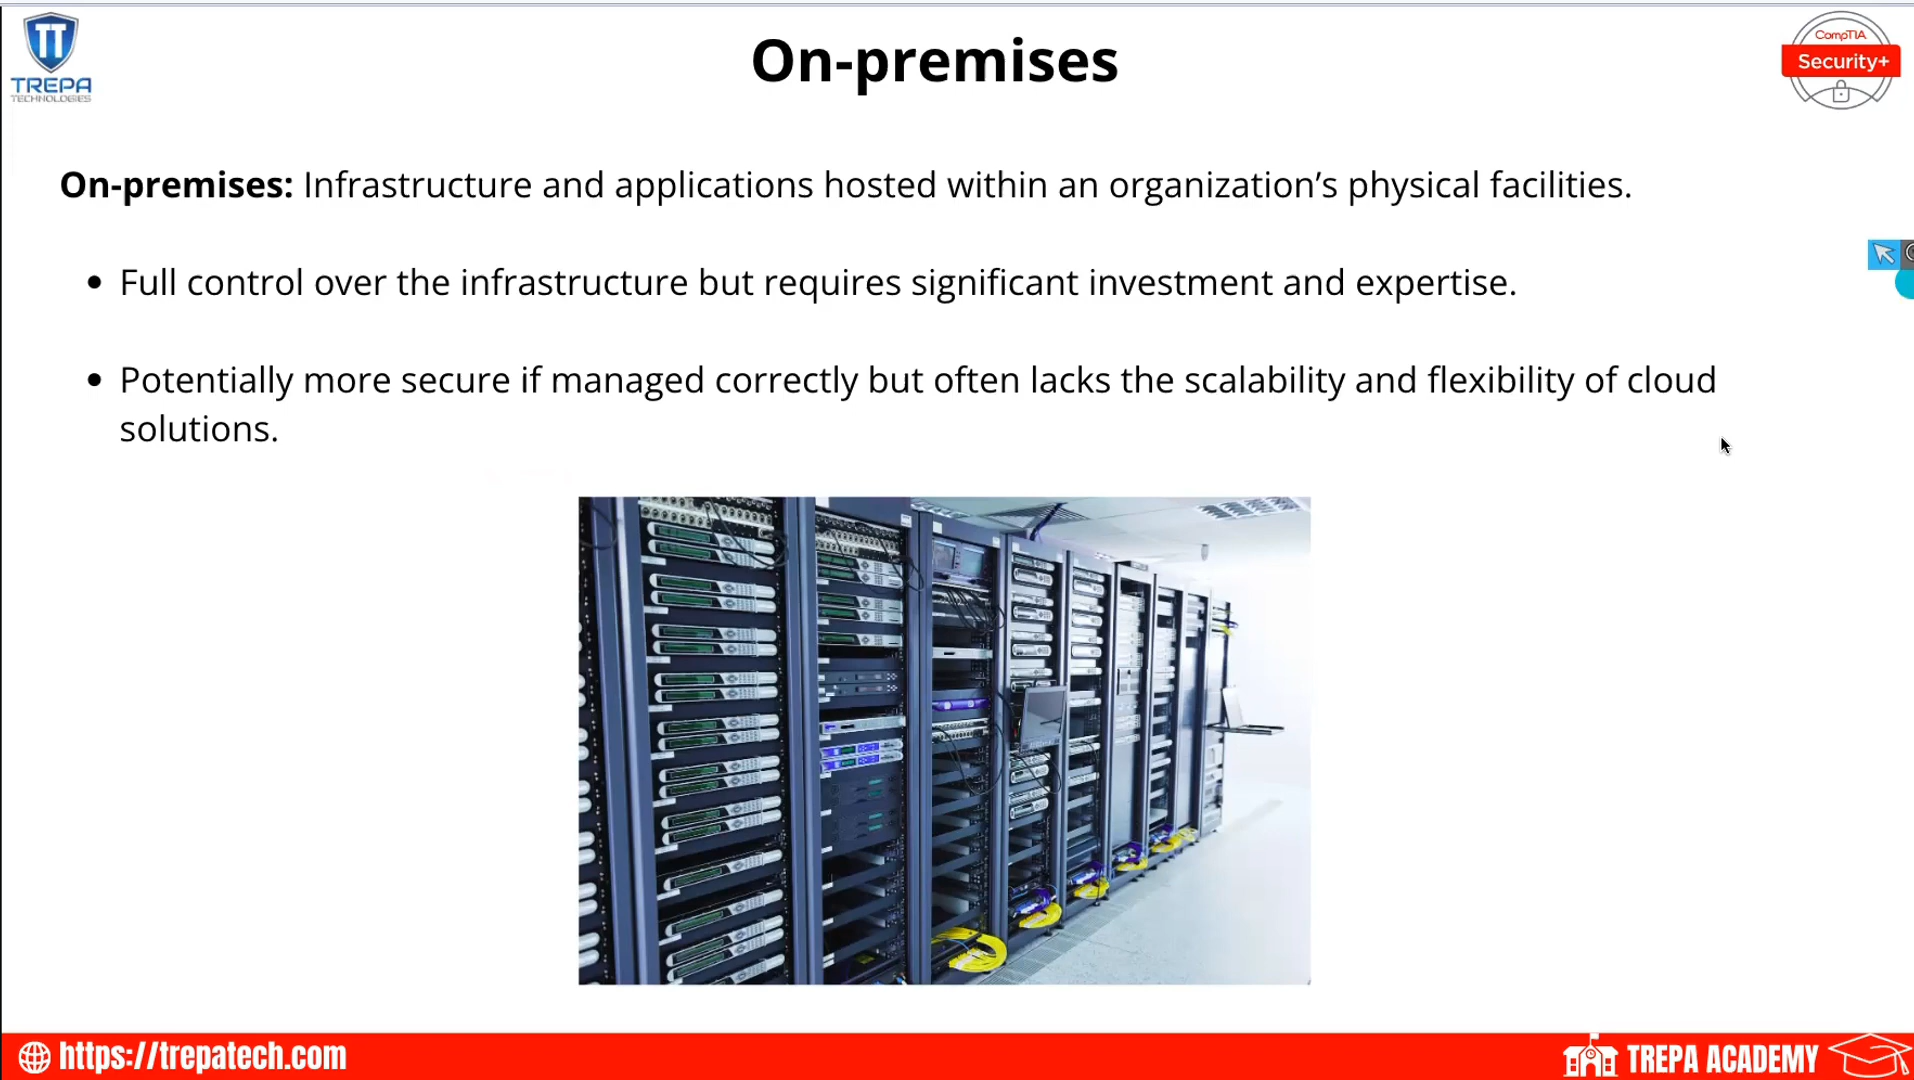 TREPA
TECHNOLOGIES
On-premises
CompTIA
Security+
On-premises: Infrastructure and applications hosted within an organization’s physical facilities.
• Full control over the infrastructure but requires significant investment and expertise.
• Potentially more secure if managed correctly but often lacks the scalability and flexibility of cloud
solutions.
https://trepatech.com
TREPA ACADEMY